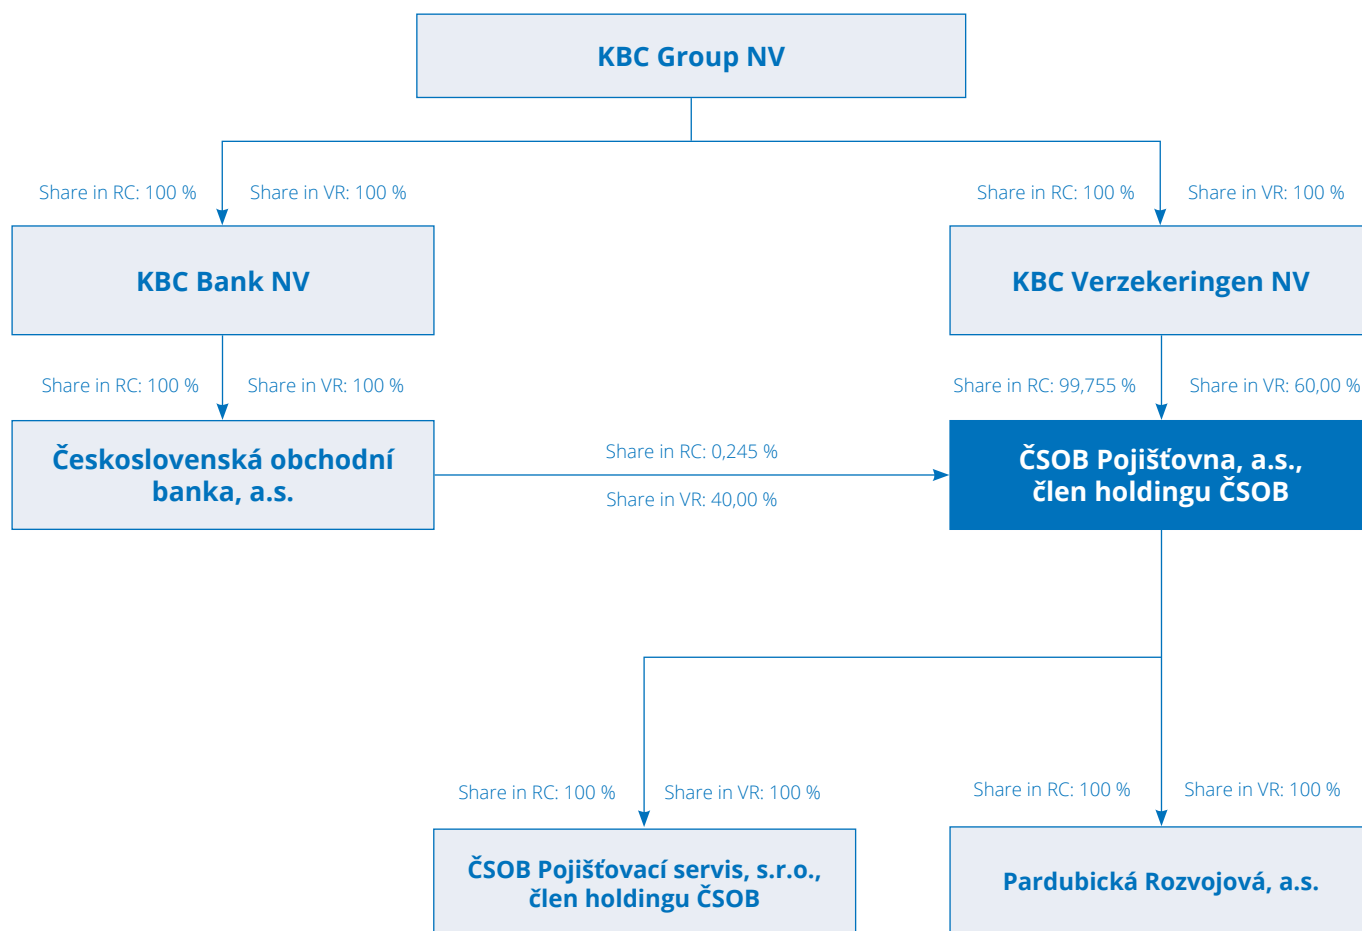 KBC Group NV
Share in RC: 100 %
Share in VR: 100 %
Share in RC: 100 %
Share in VR: 100 %
KBC Bank NV
KBC Verzekeringen NV
Share in RC: 100 %
Share in VR: 100 %
Share in RC: 99,755 %
Share in VR: 60,00 %
Československá obchodní
banka, a.s.
Share in RC: 0,245 %
Share in VR: 40,00 %
ČSOB Pojišťovna, a.s.,
člen holdingu ČSOB
Share in RC: 100 %
Share in VR: 100 %
Share in RC: 100 %
Share in VR: 100 %
ČSOB Pojišťovací servis, s.r.o.,
člen holdingu ČSOB
Pardubická Rozvojová, a.s.